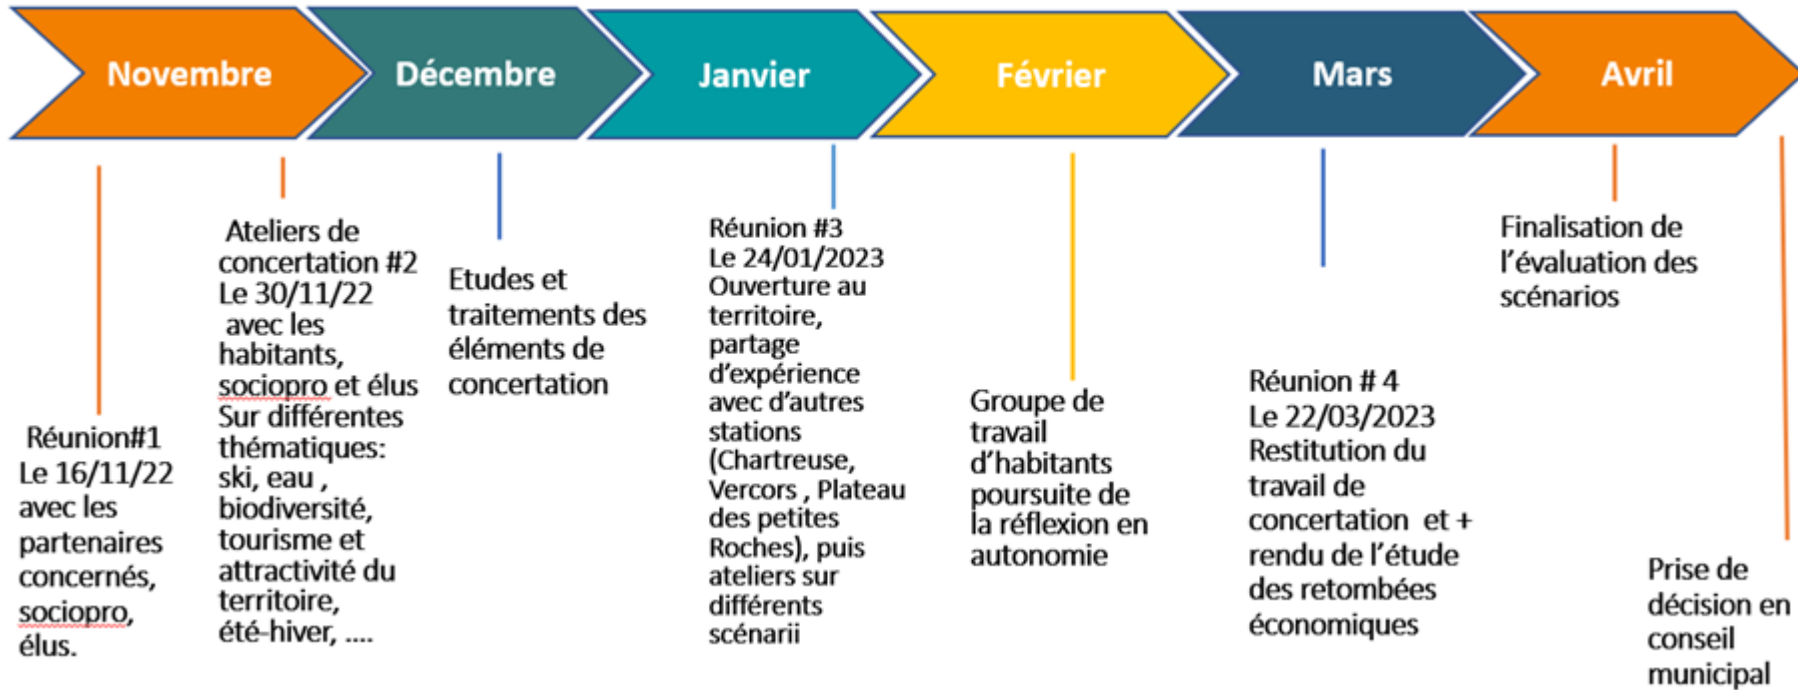 Novembre
Décembre
Janvier
Février
Mars
Avril
Réunion#1
Le 16/11/22
avec les
partenaires
concernés,
sociopro,
élus.
Ateliers de
concertation #2
Le 30/11/22
avec les
habitants,
sociopro et élus
Sur différentes
thématiques:
ski, eau ,
biodiversité,
tourisme et
attractivité du
territoire,
été-hiver, ....
Etudes et
traitements des
éléments de
concertation
Réunion #3
Le 24/01/2023
Ouverture au
territoire,
partage
d’expérience
avec d’autres
stations
(Chartreuse,
Vercors , Plateau
des petites
Roches), puis
ateliers sur
différents
scénarii
Groupe de
travail
d’habitants
poursuite de
la réflexion en
autonomie
Réunion # 4
Le 22/03/2023
Restitution du
travail de
concertation et +
rendu de l’étude
des retombées
économiques
Finalisation de
l’évaluation des
scénarios
Prise de
décision en
conseil
municipal